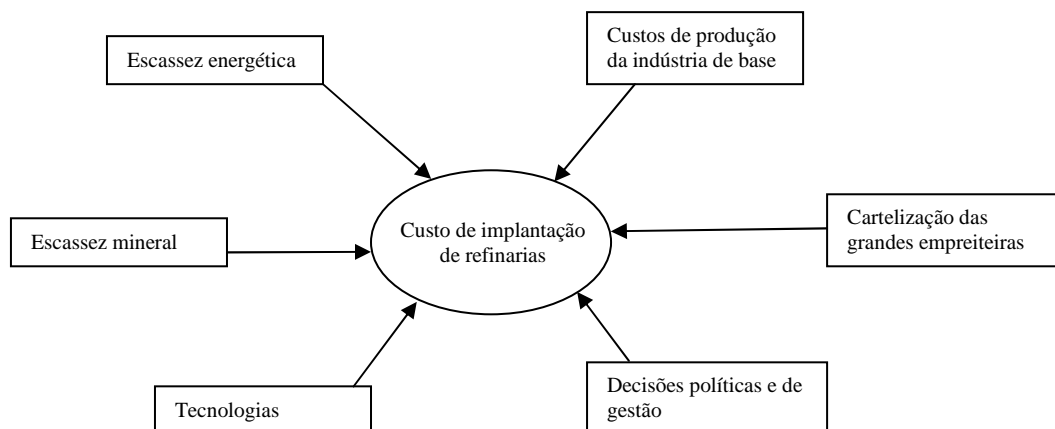 Escassez energética
Custos de produção
da indústria de base
Escassez mineral
Custo de implantação
de refinarias
Cartelização das
grandes empreiteiras
Tecnologias
Decisões políticas e de
gestão